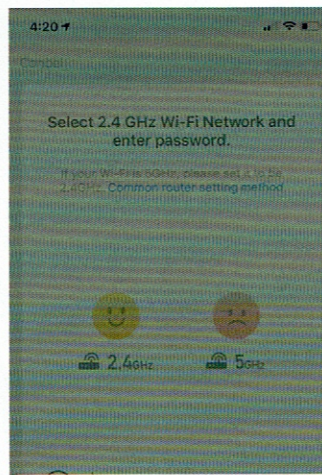 4:20
Cancel
Select 2.4 GHz Wi-Fi Network and
enter password.
If your Wi-Fi is 5GHz, please set it to be
2.4GHz. Common router setting method
2.4GHz
5GHz